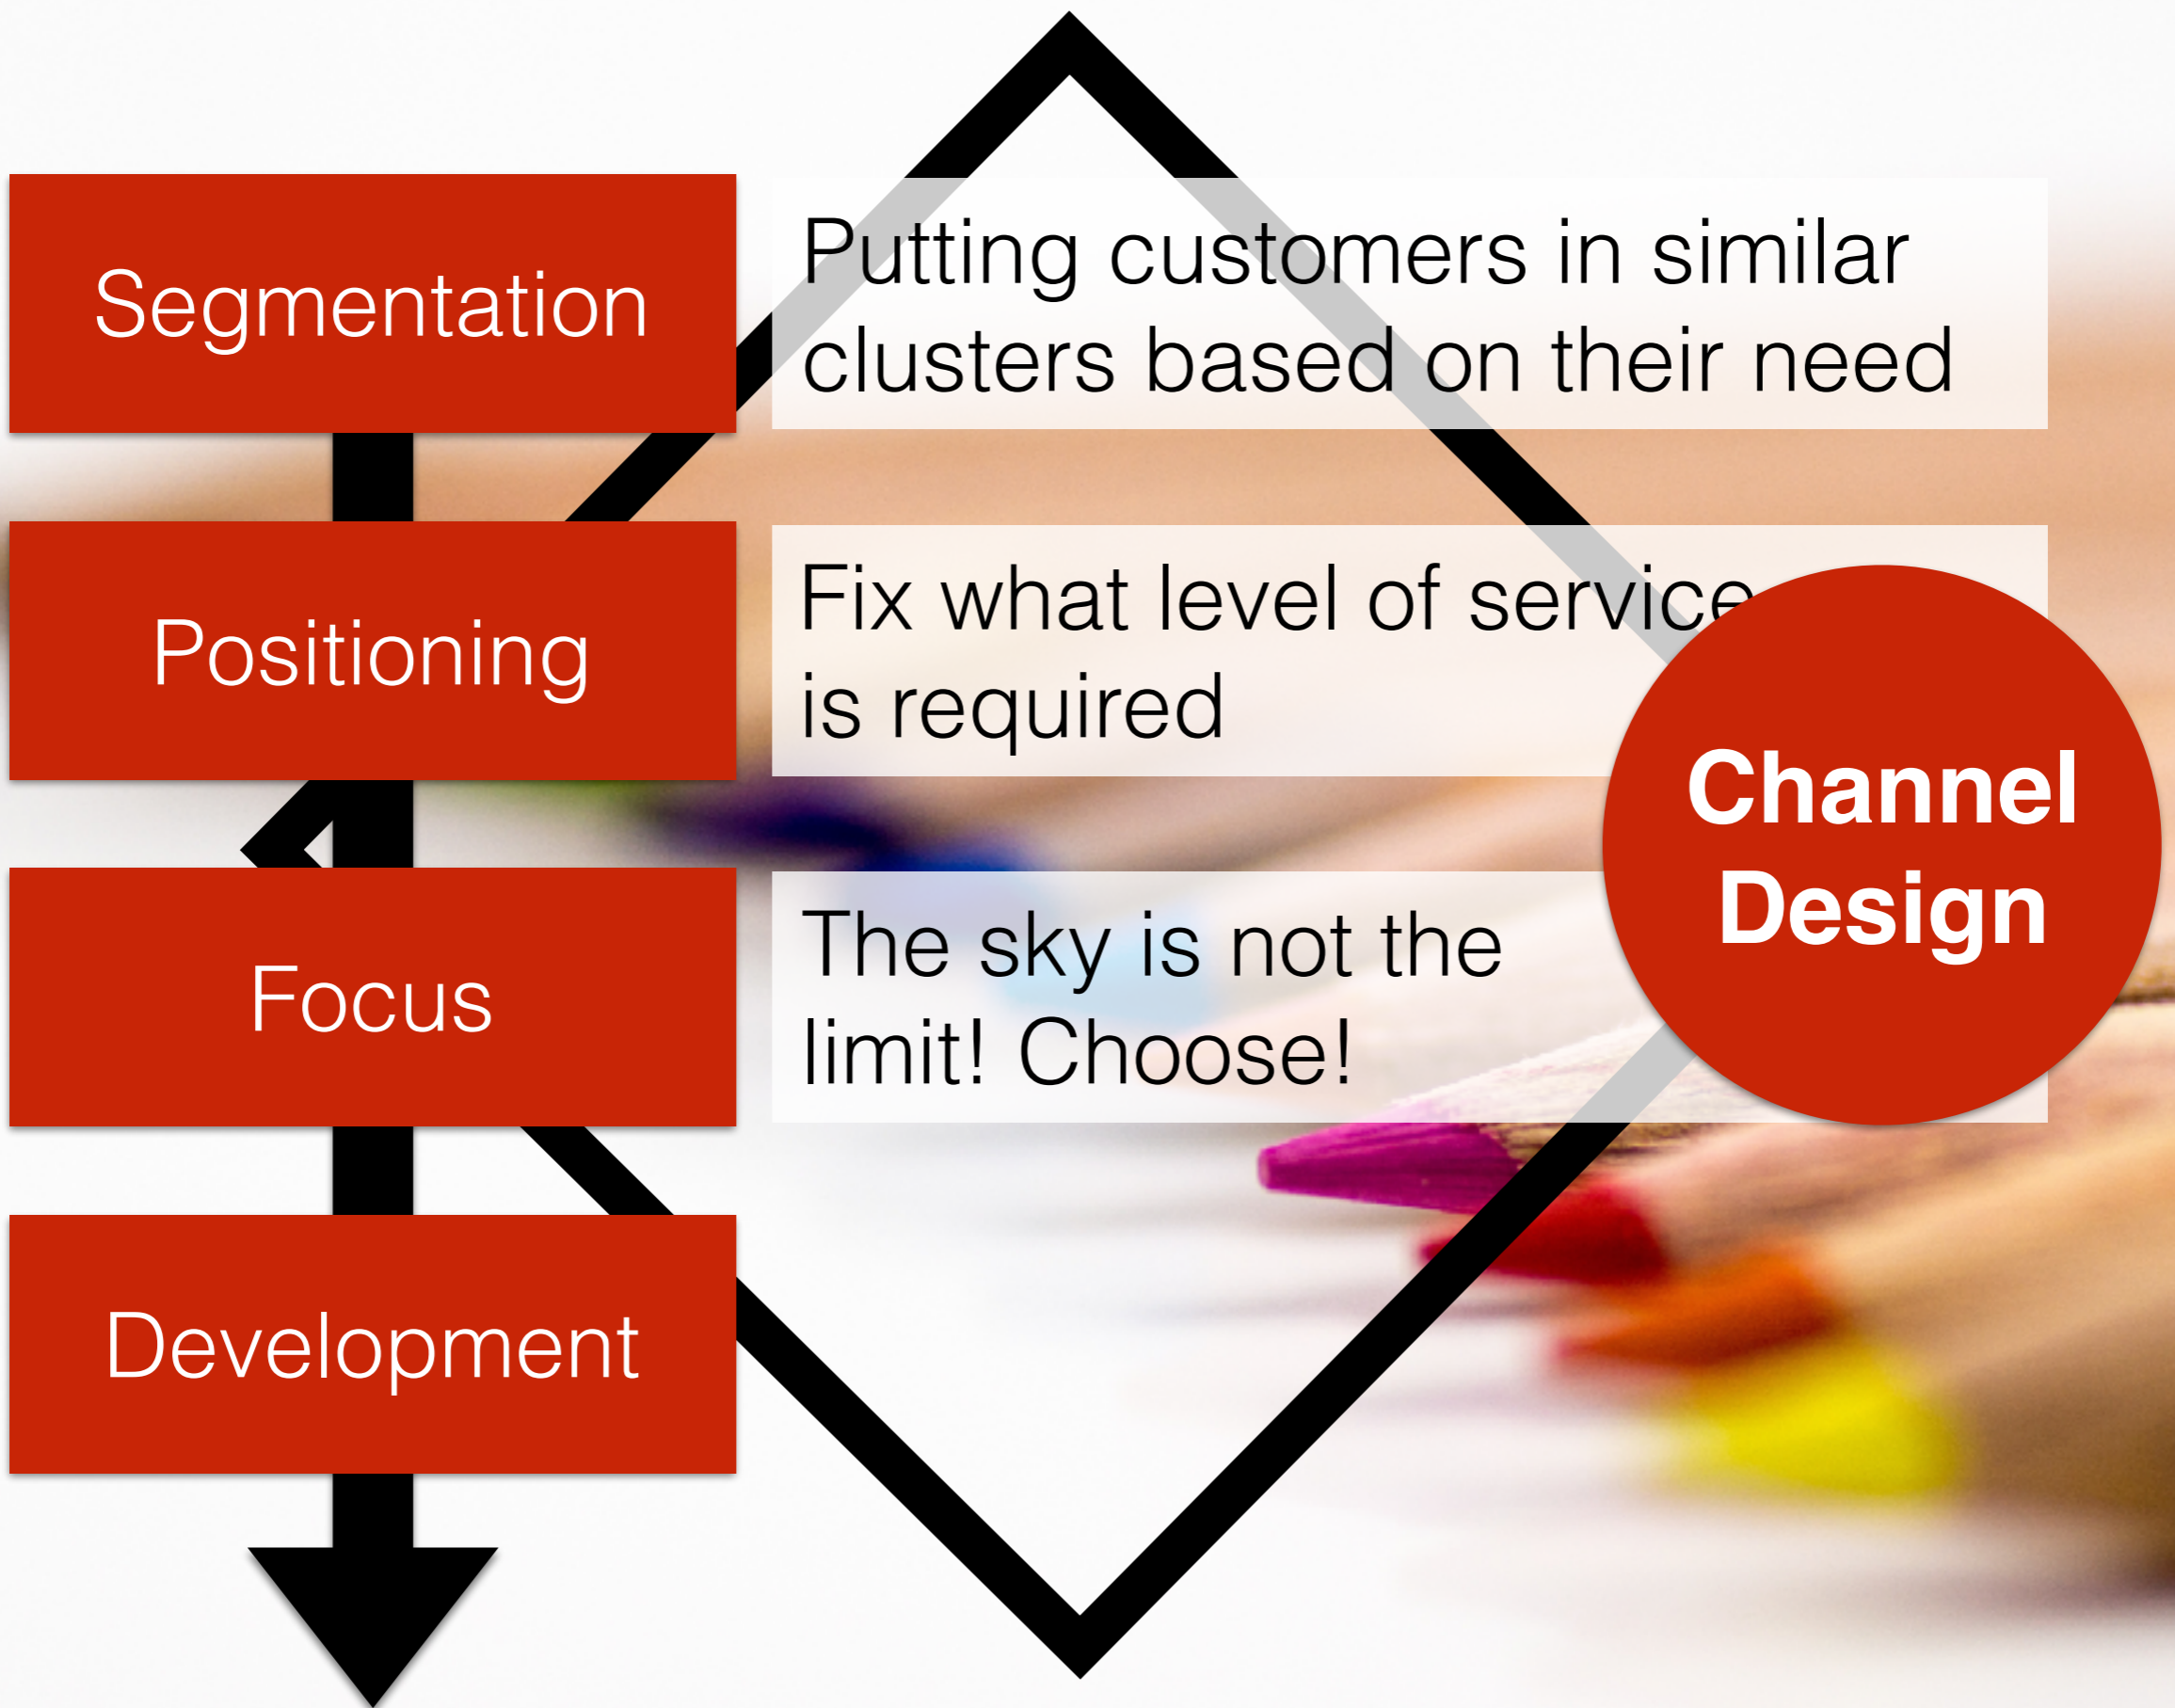 Segmentation
Putting customers in similar
clusters based on their need
Positioning
Fix what level of service
is required
Channel
Design
Focus
The sky is not the
limit! Choose!
Development